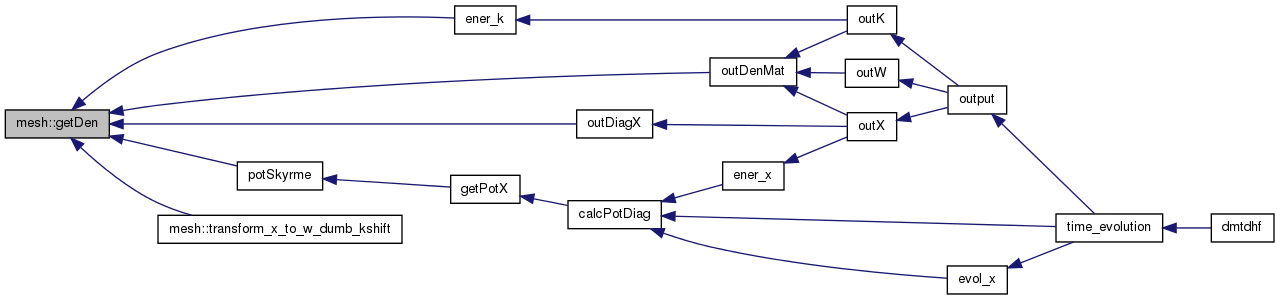 ener_k
outK
outDenMat
outW
output
mesh::getDen
outDiagX
outX
potSkyrme
ener_x
getPotX
calcPotDiag
mesh::transform_x_to_w_dumb_kshift
time_evolution
dmtdhf
evol_x